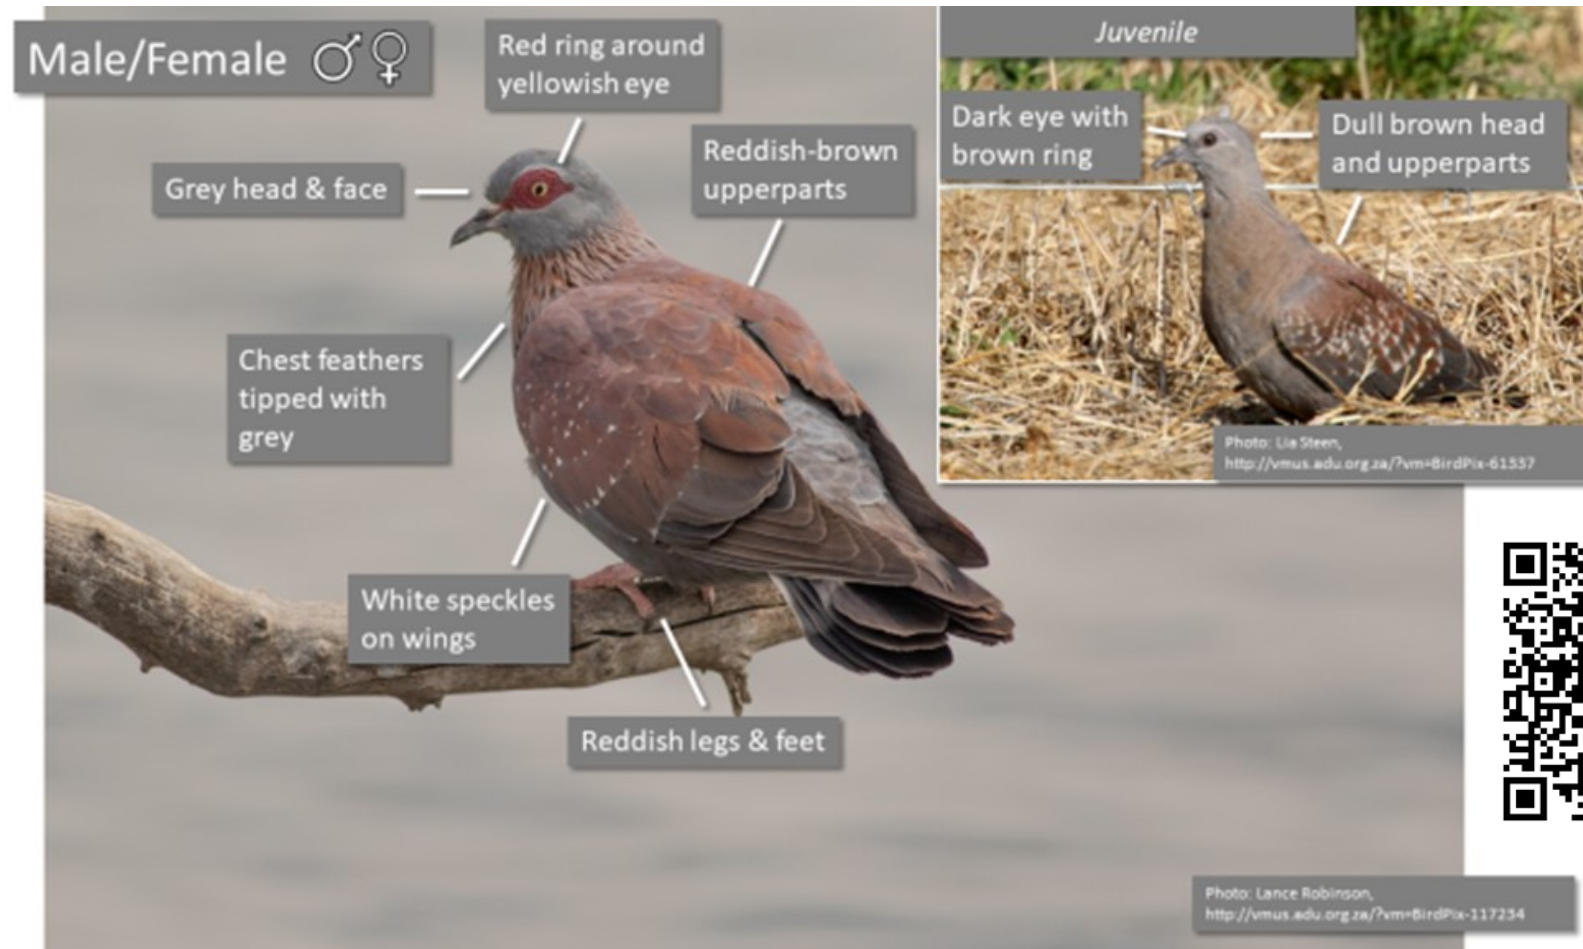 Male/Female
Red ring around
yellowish eye
Grey head & face
Reddish-brown
upperparts
Chest feathers
tipped with
grey
White speckles
on wings
Reddish legs & feet
Juvenile
Dark eye with
brown ring
Dull brown head
and upperparts
Photo: Lia Steen,
http://vmus.adu.org.za/?vm=BirdPix-61337
Photo: Lance Robinson,
http://vmus.adu.org.za/?vm=BirdPix-117234